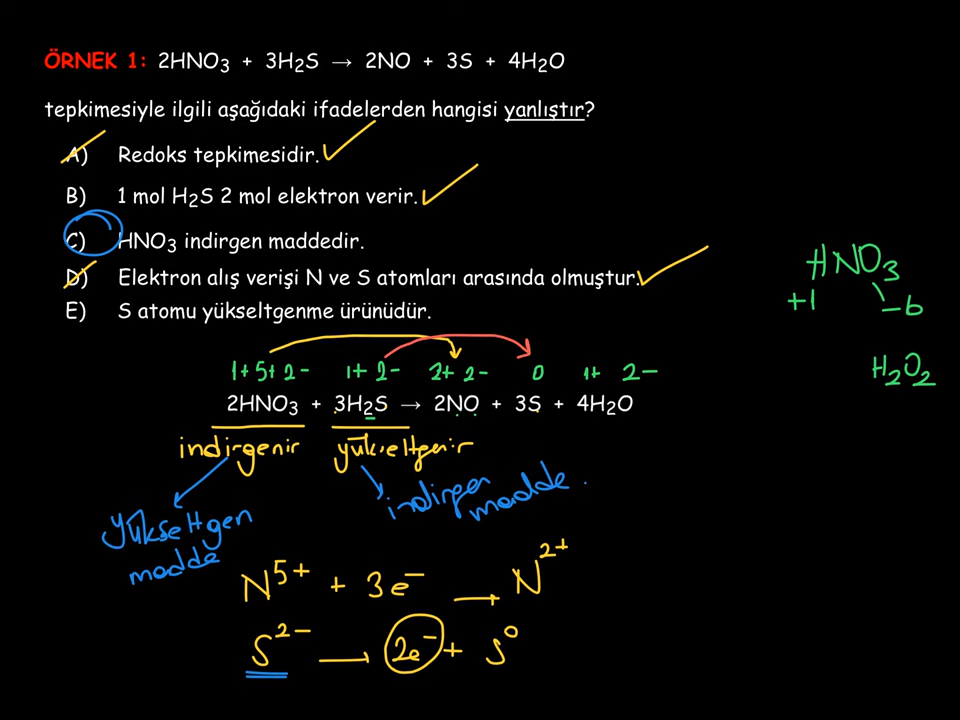 ÖRNEK 1: 2HNO₃ + 3H₂S → 2NO + 3S + 4H₂O
tepkimesiyle ilgili aşağıdaki ifadelerden hangisi yanlıştır?
A) Redoks tepkimesidir.
B) 1 mol H₂S 2 mol elektron verir.
C) HNO₃ indirgen maddedir.
D) Elektron alış verişi N ve S atomları arasında olmuştur.
E) S atomu yükseltgenme ürünüdür.
HNO₃
+1 -6
H₂O₂
1+ 5+ 2- 1+ 2- 2+ 2- 0 1+ 2-
2HNO₃ + 3H₂S → 2NO + 3S + 4H₂O
indirgenir yükseltgenir
yükseltgen madde
indirgen madde
N⁵⁺ + 3e⁻ → N²⁺
S²⁻ → 2e⁻ + S⁰